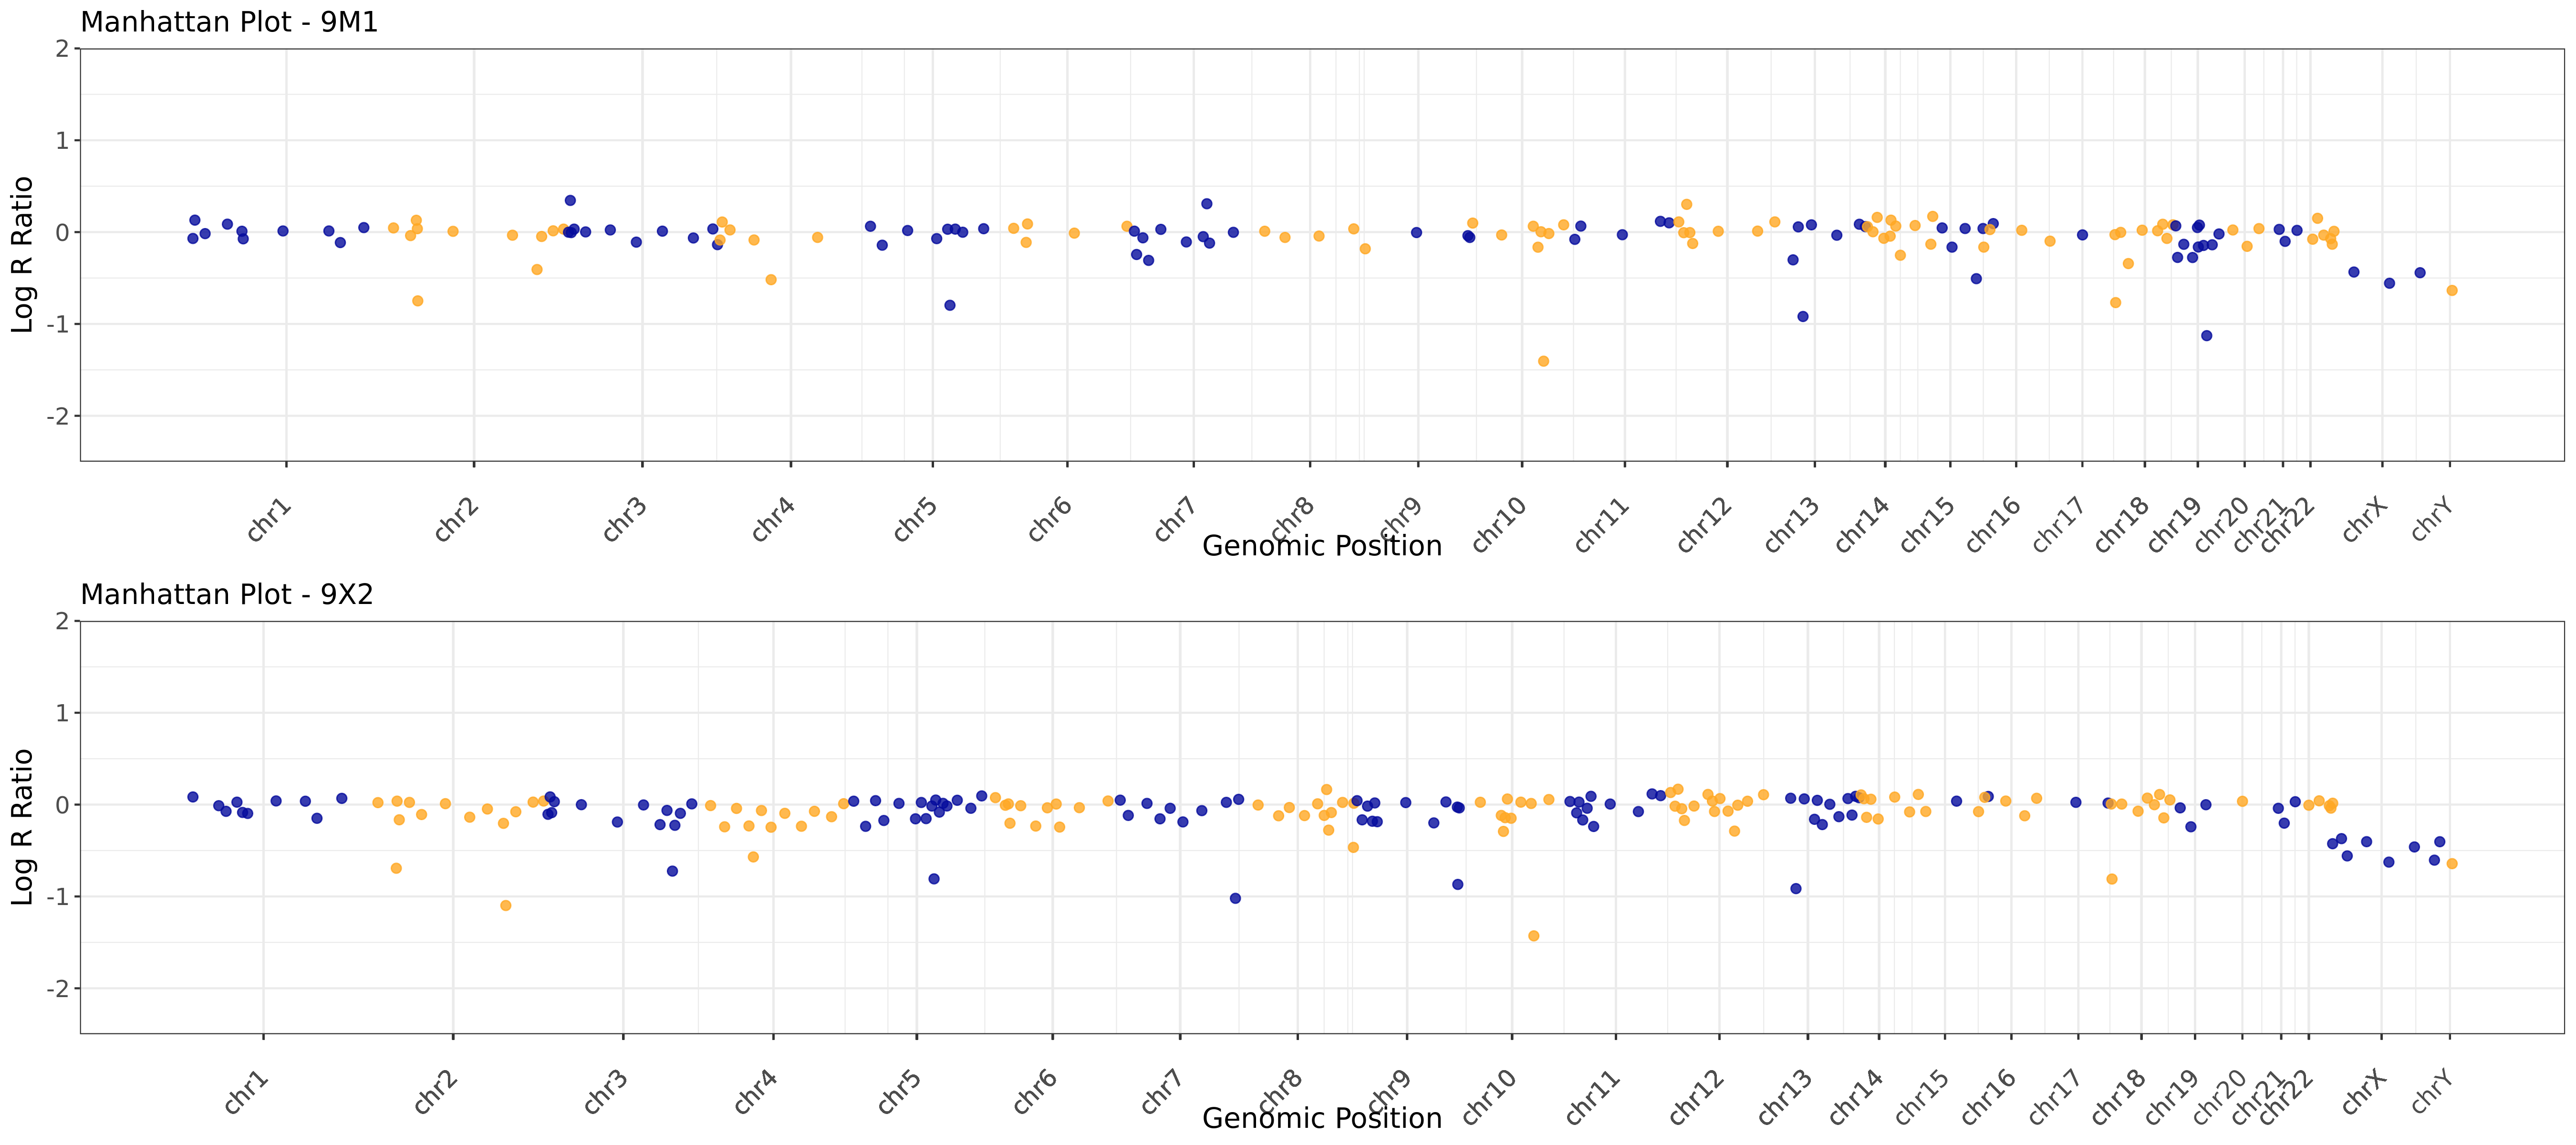 Manhattan Plot - 9M1
2
1
0
-1
-2
Log R Ratio
chr1 chr2 chr3 chr4 chr5 chr6 chr7 chr8 chr9 chr10 chr11 chr12 chr13 chr14 chr15 chr16 chr17 chr18 chr19 chr20 chr21 chr22 chrX chrY
Genomic Position
Manhattan Plot - 9X2
2
1
0
-1
-2
Log R Ratio
chr1 chr2 chr3 chr4 chr5 chr6 chr7 chr8 chr9 chr10 chr11 chr12 chr13 chr14 chr15 chr16 chr17 chr18 chr19 chr20 chr21 chr22 chrX chrY
Genomic Position